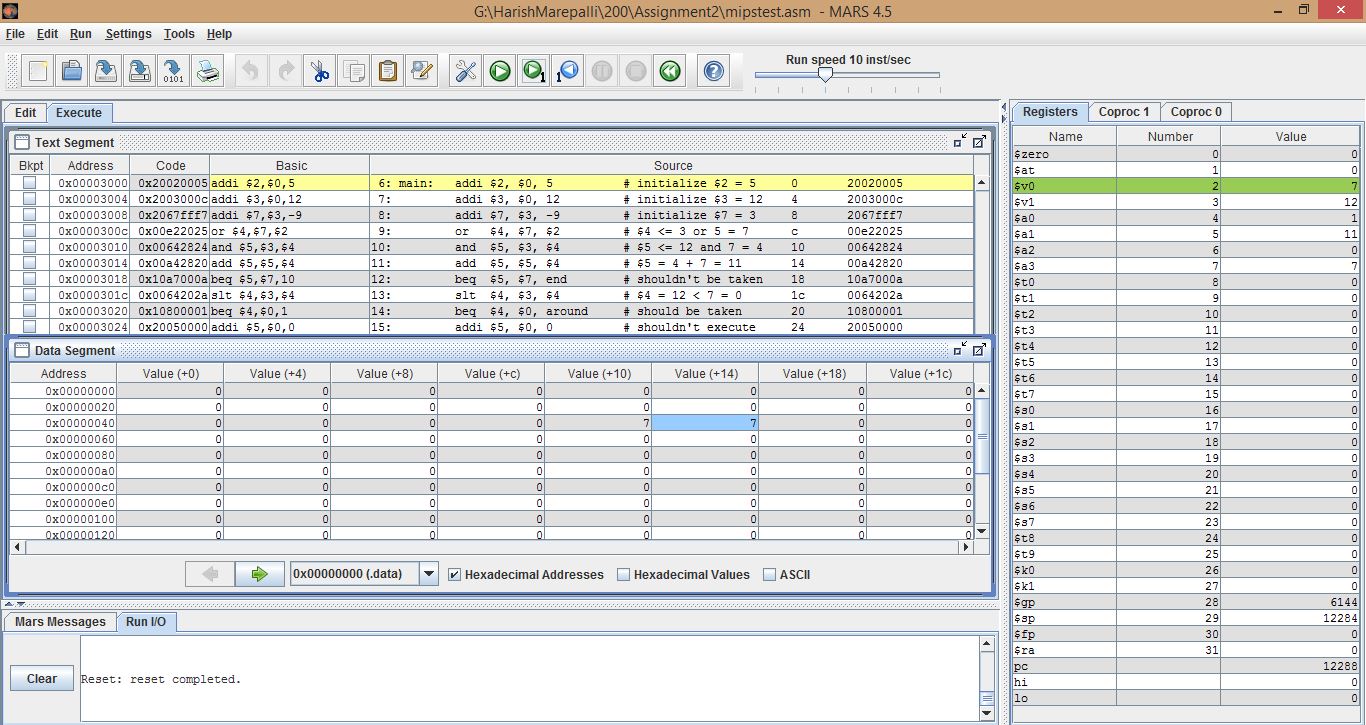 G:\HarishMarepalli\200\Assignment2\mipstest.asm - MARS 4.5
File Edit Run Settings Tools Help
Run speed 10 inst/sec
Edit Execute
Text Segment
Bkpt Address Code Basic Source
0x00003000 0x20020005 addi $2,$0,5 6: main: addi $2, $0, 5 # initialize $2 = 5 0 20020005
0x00003004 0x2003000c addi $3,$0,12 7: addi $3, $0, 12 # initialize $3 = 12 4 2003000c
0x00003008 0x2067fff7 addi $7,$3,-9 8: addi $7, $3, -9 # initialize $7 = 3 8 2067fff7
0x0000300c 0x00e22025 or $4,$7,$2 9: or $4, $7, $2 # $4 <= 3 or 5 = 7 c 00e22025
0x00003010 0x00642824 and $5,$3,$4 10: and $5, $3, $4 # $5 <= 12 and 7 = 4 10 00642824
0x00003014 0x00a42820 add $5,$5,$4 11: add $5, $5, $4 # $5 = 4 + 7 = 11 14 00a42820
0x00003018 0x10a7000a beq $5,$7,10 12: beq $5, $7, end # shouldn't be taken 18 10a7000a
0x0000301c 0x0064202a slt $4,$3,$4 13: slt $4, $3, $4 # $4 = 12 < 7 = 0 1c 0064202a
0x00003020 0x10800001 beq $4,$0,1 14: beq $4, $0, around # should be taken 20 10800001
0x00003024 0x20050000 addi $5,$0,0 15: addi $5, $0, 0 # shouldn't execute 24 20050000
Data Segment
Address Value (+0) Value (+4) Value (+8) Value (+c) Value (+10) Value (+14) Value (+18) Value (+1c)
0x00000000 0 0 0 0 0 0 0 0
0x00000020 0 0 0 0 0 0 0 0
0x00000040 0 0 0 0 7 7 0 0
0x00000060 0 0 0 0 0 0 0 0
0x00000080 0 0 0 0 0 0 0 0
0x000000a0 0 0 0 0 0 0 0 0
0x000000c0 0 0 0 0 0 0 0 0
0x000000e0 0 0 0 0 0 0 0 0
0x00000100 0 0 0 0 0 0 0 0
0x00000120 0 0 0 0 0 0 0 0
0x00000000 (.data) Hexadecimal Addresses Hexadecimal Values ASCII
Mars Messages Run I/O
Clear
Reset: reset completed.
Registers Coproc 1 Coproc 0
Name Number Value
$zero 0 0
$at 1 0
$v0 2 7
$v1 3 12
$a0 4 1
$a1 5 11
$a2 6 0
$a3 7 7
$t0 8 0
$t1 9 0
$t2 10 0
$t3 11 0
$t4 12 0
$t5 13 0
$t6 14 0
$t7 15 0
$s0 16 0
$s1 17 0
$s2 18 0
$s3 19 0
$s4 20 0
$s5 21 0
$s6 22 0
$s7 23 0
$t8 24 0
$t9 25 0
$k0 26 0
$k1 27 0
$gp 28 6144
$sp 29 12284
$fp 30 0
$ra 31 0
pc 12288
hi 0
lo 0